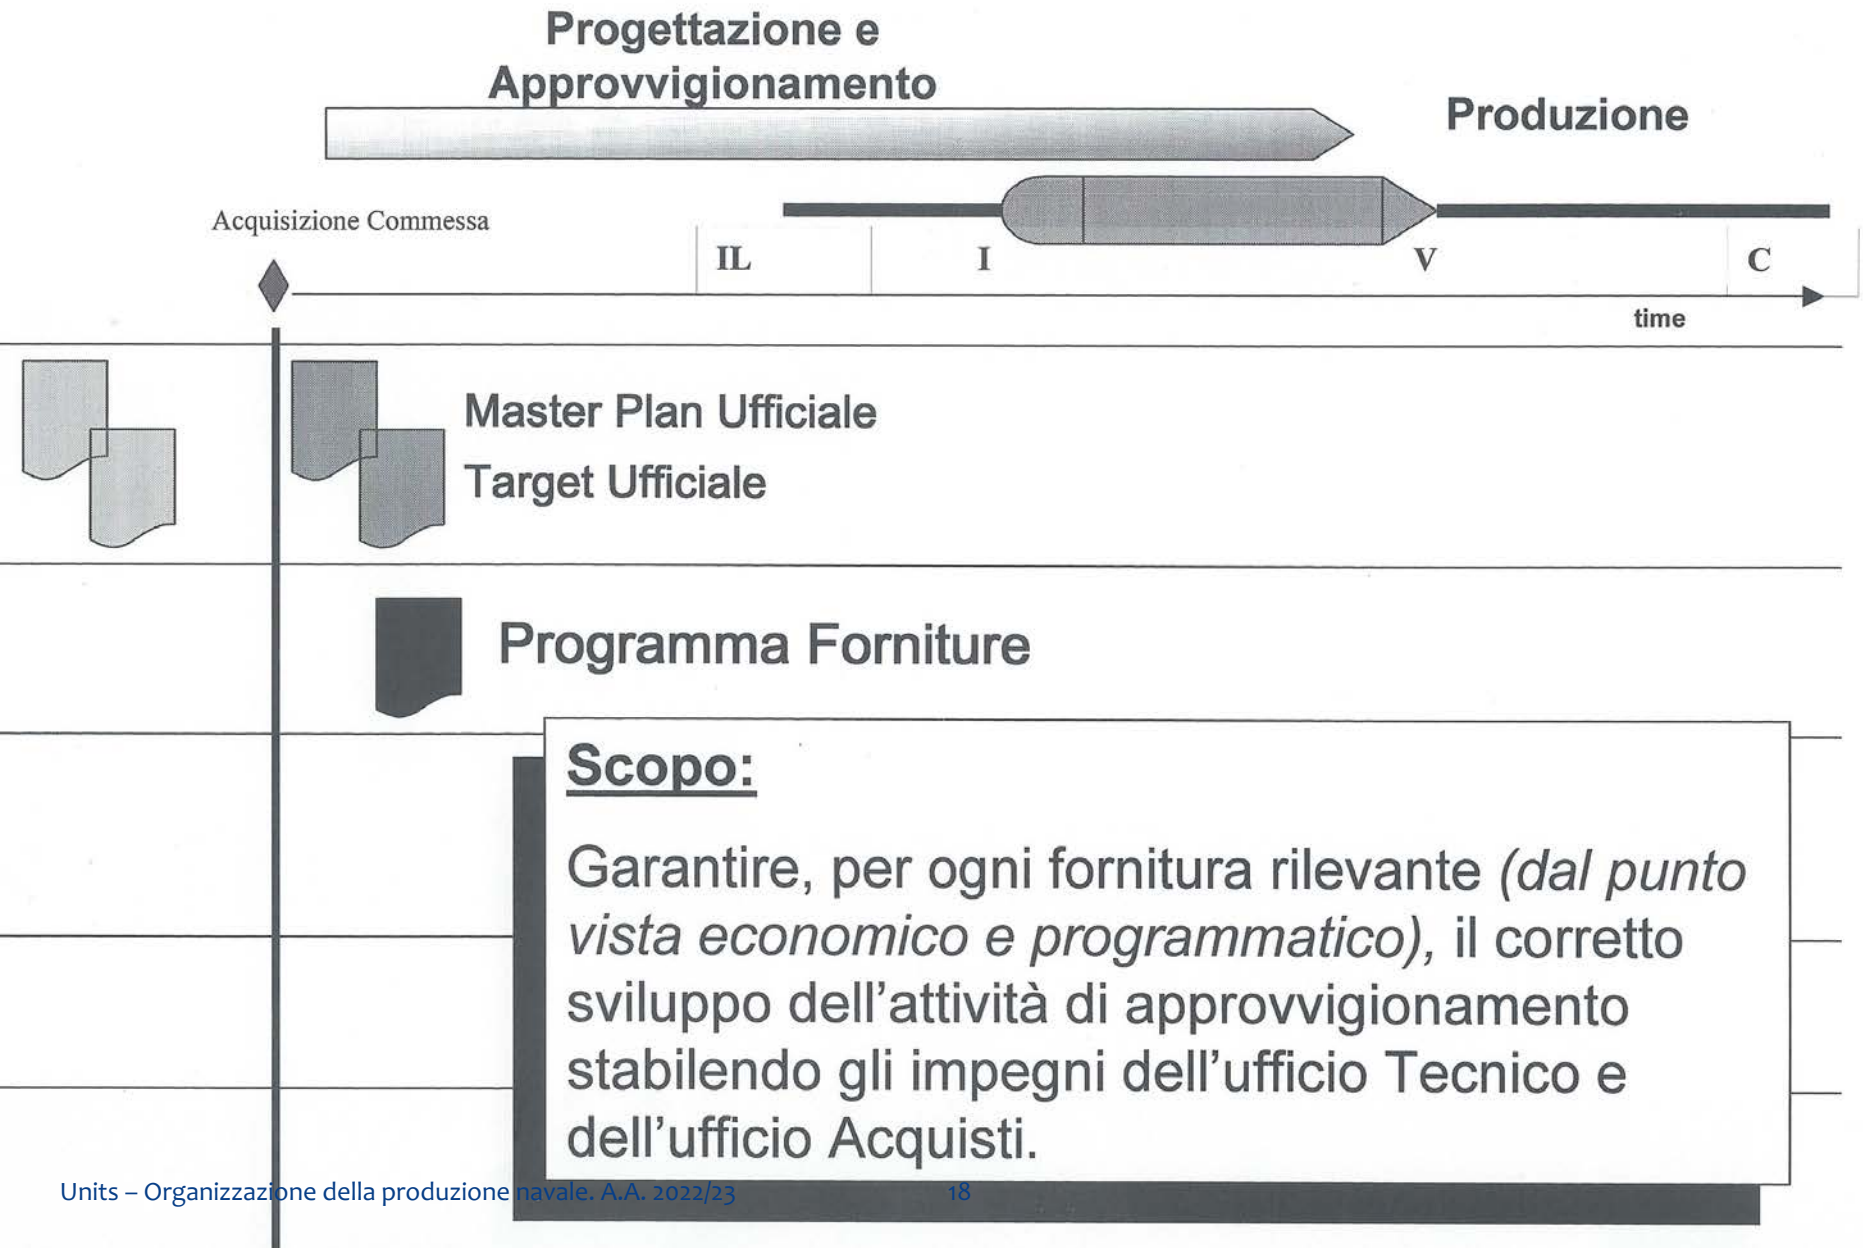 Progettazione e
Approvvigionamento
Produzione
Acquisizione Commessa
IL
I
V
C
time
Master Plan Ufficiale
Target Ufficiale
Programma Forniture
Scopo:
Garantire, per ogni fornitura rilevante (dal punto
vista economico e programmatico), il corretto
sviluppo dell'attività di approvvigionamento
stabilendo gli impegni dell'ufficio Tecnico e
dell'ufficio Acquisti.
Units – Organizzazione della produzione navale. A.A. 2022/23
18